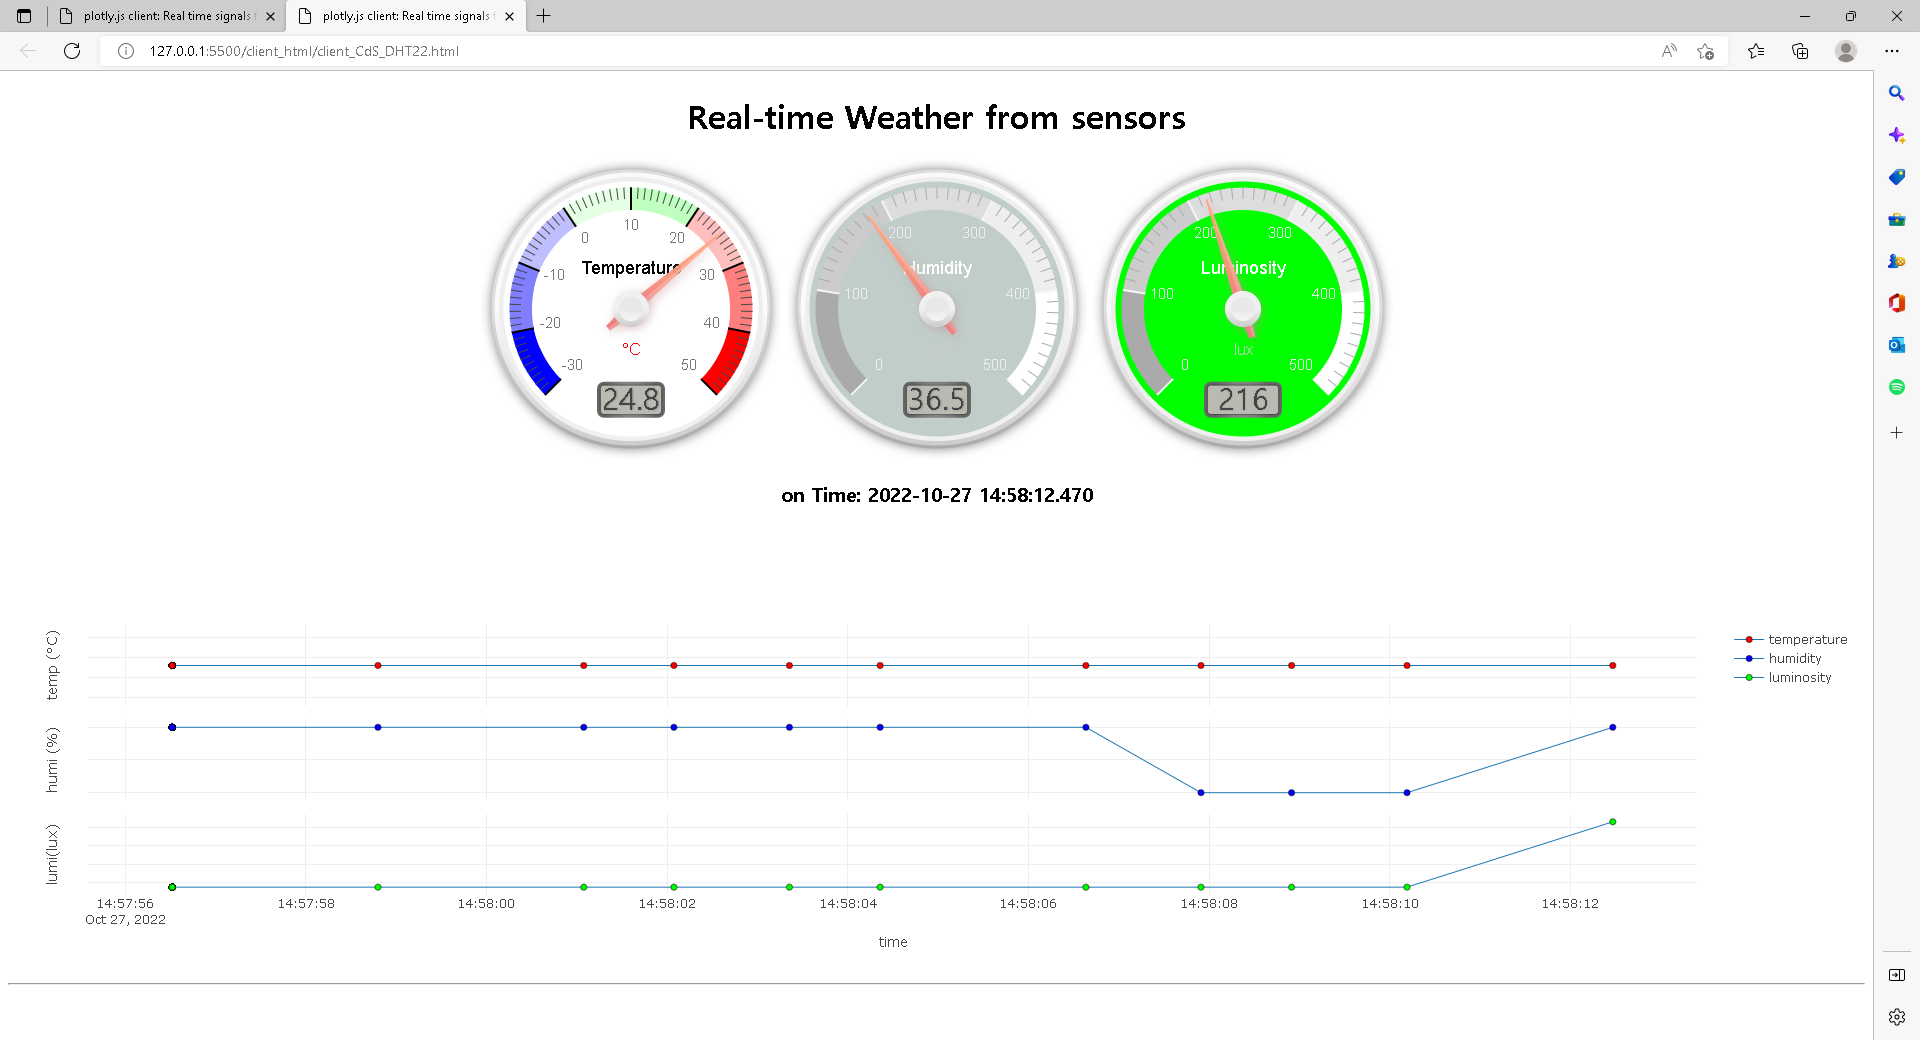 plotly.js client: Real time signals f
plotly.js client: Real time signals f
127.0.0.1:5500/client_html/client_CdS_DHT22.html
Real-time Weather from sensors
-30 -20 -10 0 10 20 30 40 50
Temperature
°C
24.8
0 100 200 300 400 500
Humidity
36.5
0 100 200 300 400 500
Luminosity
lux
216
on Time: 2022-10-27 14:58:12.470
temp (°C)
humi (%)
lumi(lux)
temperature
humidity
luminosity
14:57:56 14:57:58 14:58:00 14:58:02 14:58:04 14:58:06 14:58:08 14:58:10 14:58:12
Oct 27, 2022
time